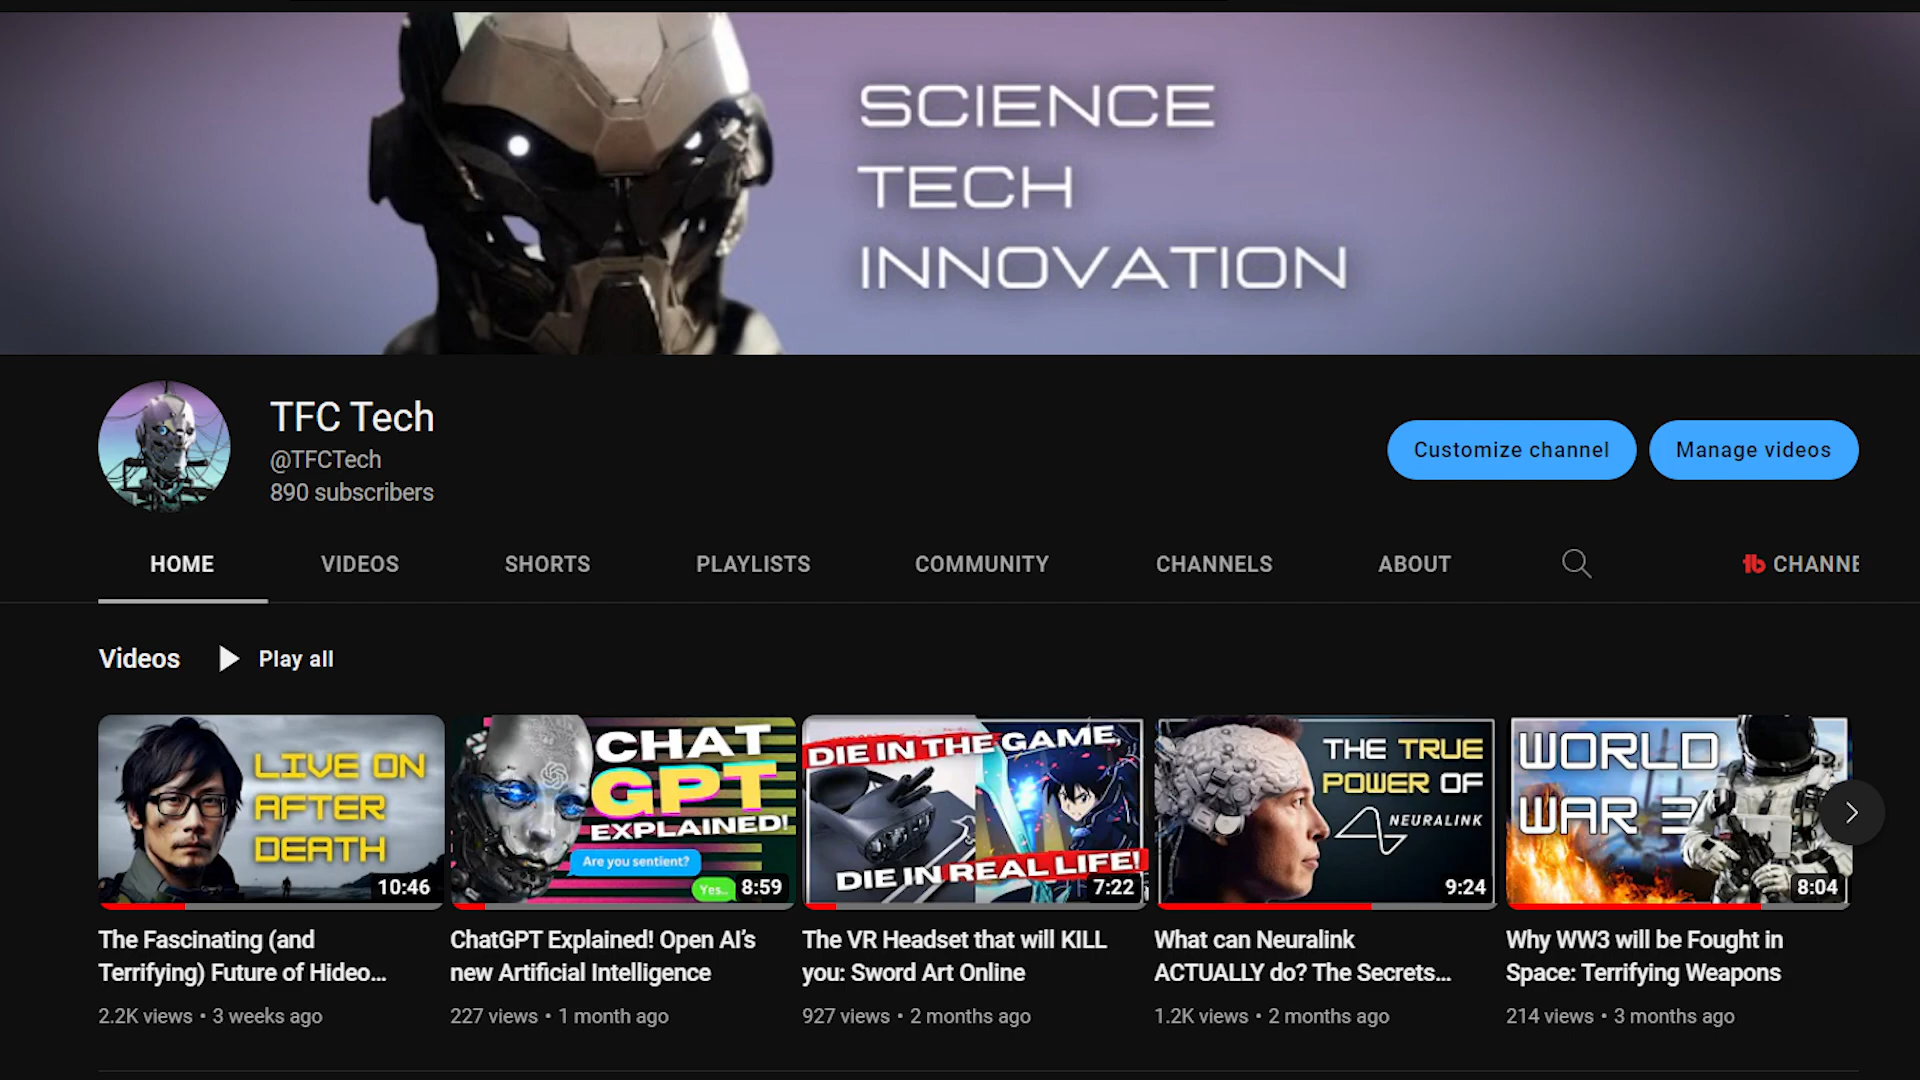 SCIENCE
TECH
INNOVATION
TFC Tech
@TFCTech
890 subscribers
Customize channel
Manage videos
HOME
VIDEOS
SHORTS
PLAYLISTS
COMMUNITY
CHANNELS
ABOUT
tb CHANNE
Videos
Play all
LIVE ON
AFTER
DEATH
10:46
CHAT
GPT
EXPLAINED!
Are you sentient?
Yes..
8:59
DIE IN THE GAME,
DIE IN REAL LIFE!
7:22
THE TRUE
POWER OF
NEURALINK
9:24
WORLD
WAR 3
8:04
The Fascinating (and
Terrifying) Future of Hideo...
2.2K views • 3 weeks ago
ChatGPT Explained! Open AI's
new Artificial Intelligence
227 views • 1 month ago
The VR Headset that will KILL
you: Sword Art Online
927 views • 2 months ago
What can Neuralink
ACTUALLY do? The Secrets...
1.2K views • 2 months ago
Why WW3 will be Fought in
Space: Terrifying Weapons
214 views • 3 months ago